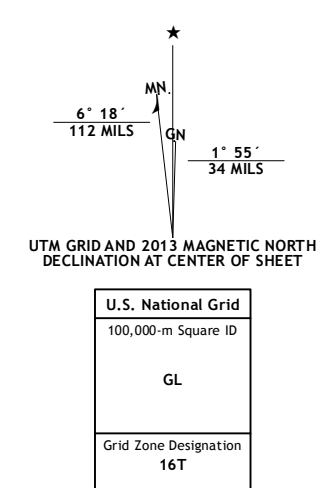 ★
MN.
6° 18´
112 MILS
GN
1° 55´
34 MILS
UTM GRID AND 2013 MAGNETIC NORTH
DECLINATION AT CENTER OF SHEET
U.S. National Grid
100,000-m Square ID
GL
Grid Zone Designation
16T